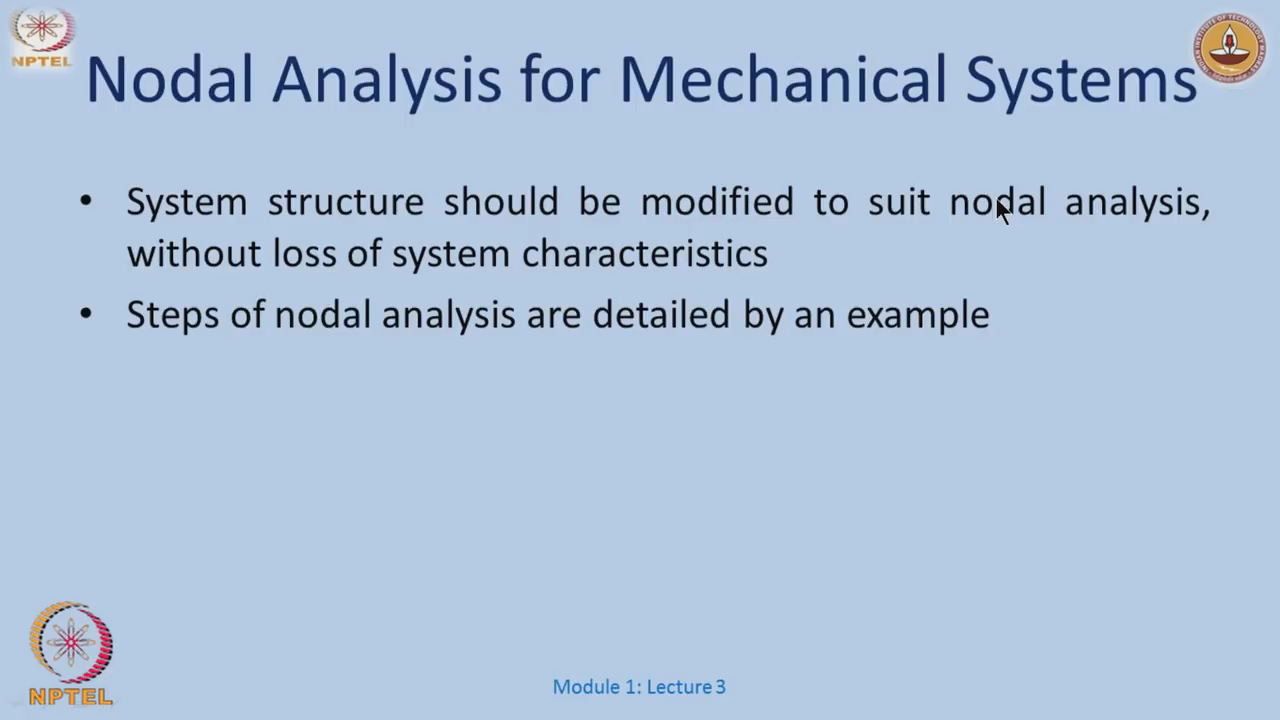 NPTEL
Nodal Analysis for Mechanical Systems
• System structure should be modified to suit nodal analysis,
without loss of system characteristics
• Steps of nodal analysis are detailed by an example
NPTEL
Module 1: Lecture 3